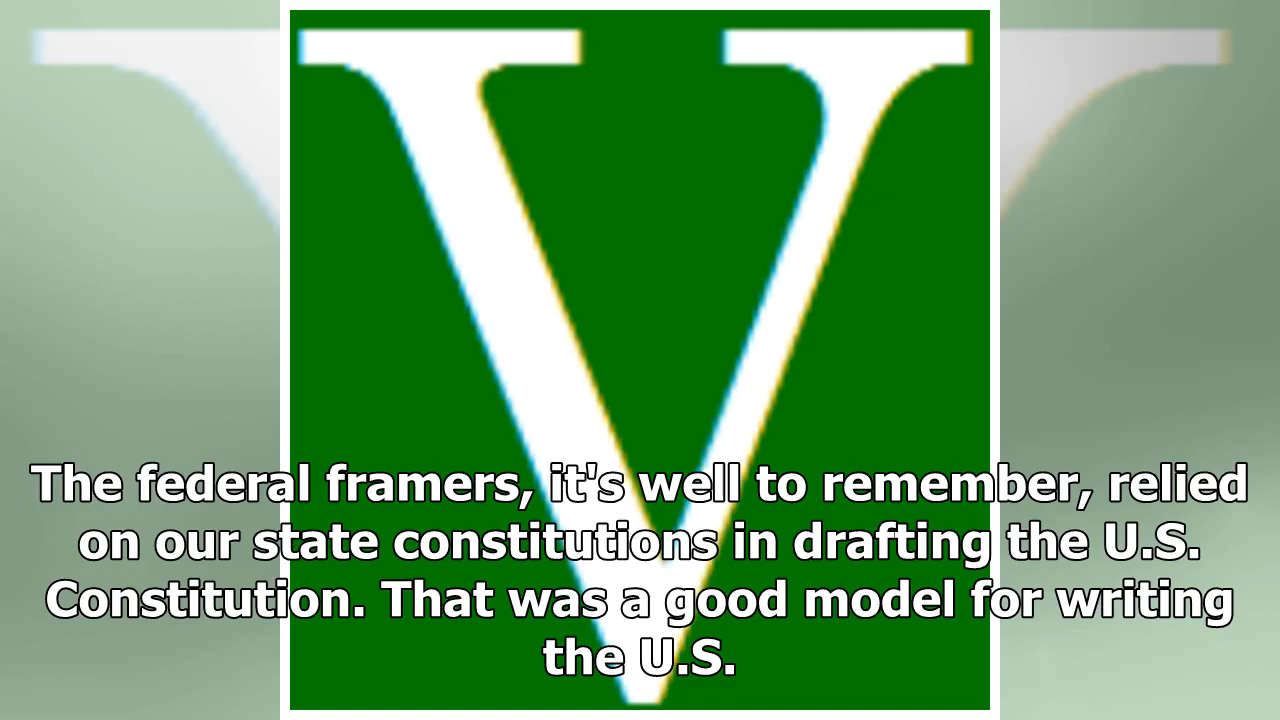 V
The federal framers, it's well to remember, relied
on our state constitutions in drafting the U.S.
Constitution. That was a good model for writing
the U.S.